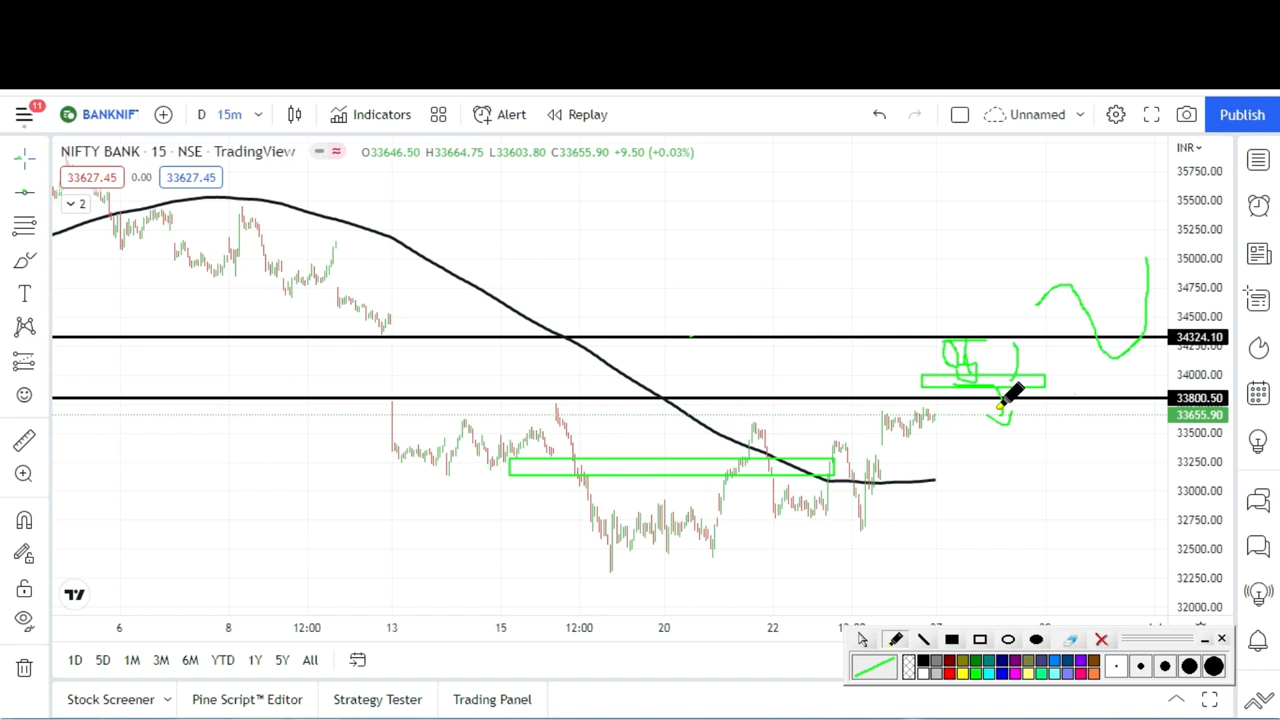 11
BANKNIF
D 15m
Indicators
Alert
Replay
Unnamed
Publish
NIFTY BANK · 15 · NSE · TradingView
O33646.50 H33664.75 L33603.80 C33655.90 +9.50 (+0.03%)
INR
33627.45 0.00 33627.45
2
35750.00
35500.00
35250.00
35000.00
34750.00
34500.00
34324.10
34250.00
34000.00
33800.50
33655.90
33500.00
33250.00
33000.00
32750.00
32500.00
32250.00
32000.00
6 8 12:00 13 15 12:00 20 22
1D 5D 1M 3M 6M YTD 1Y 5Y All
Stock Screener
Pine Script™ Editor
Strategy Tester
Trading Panel